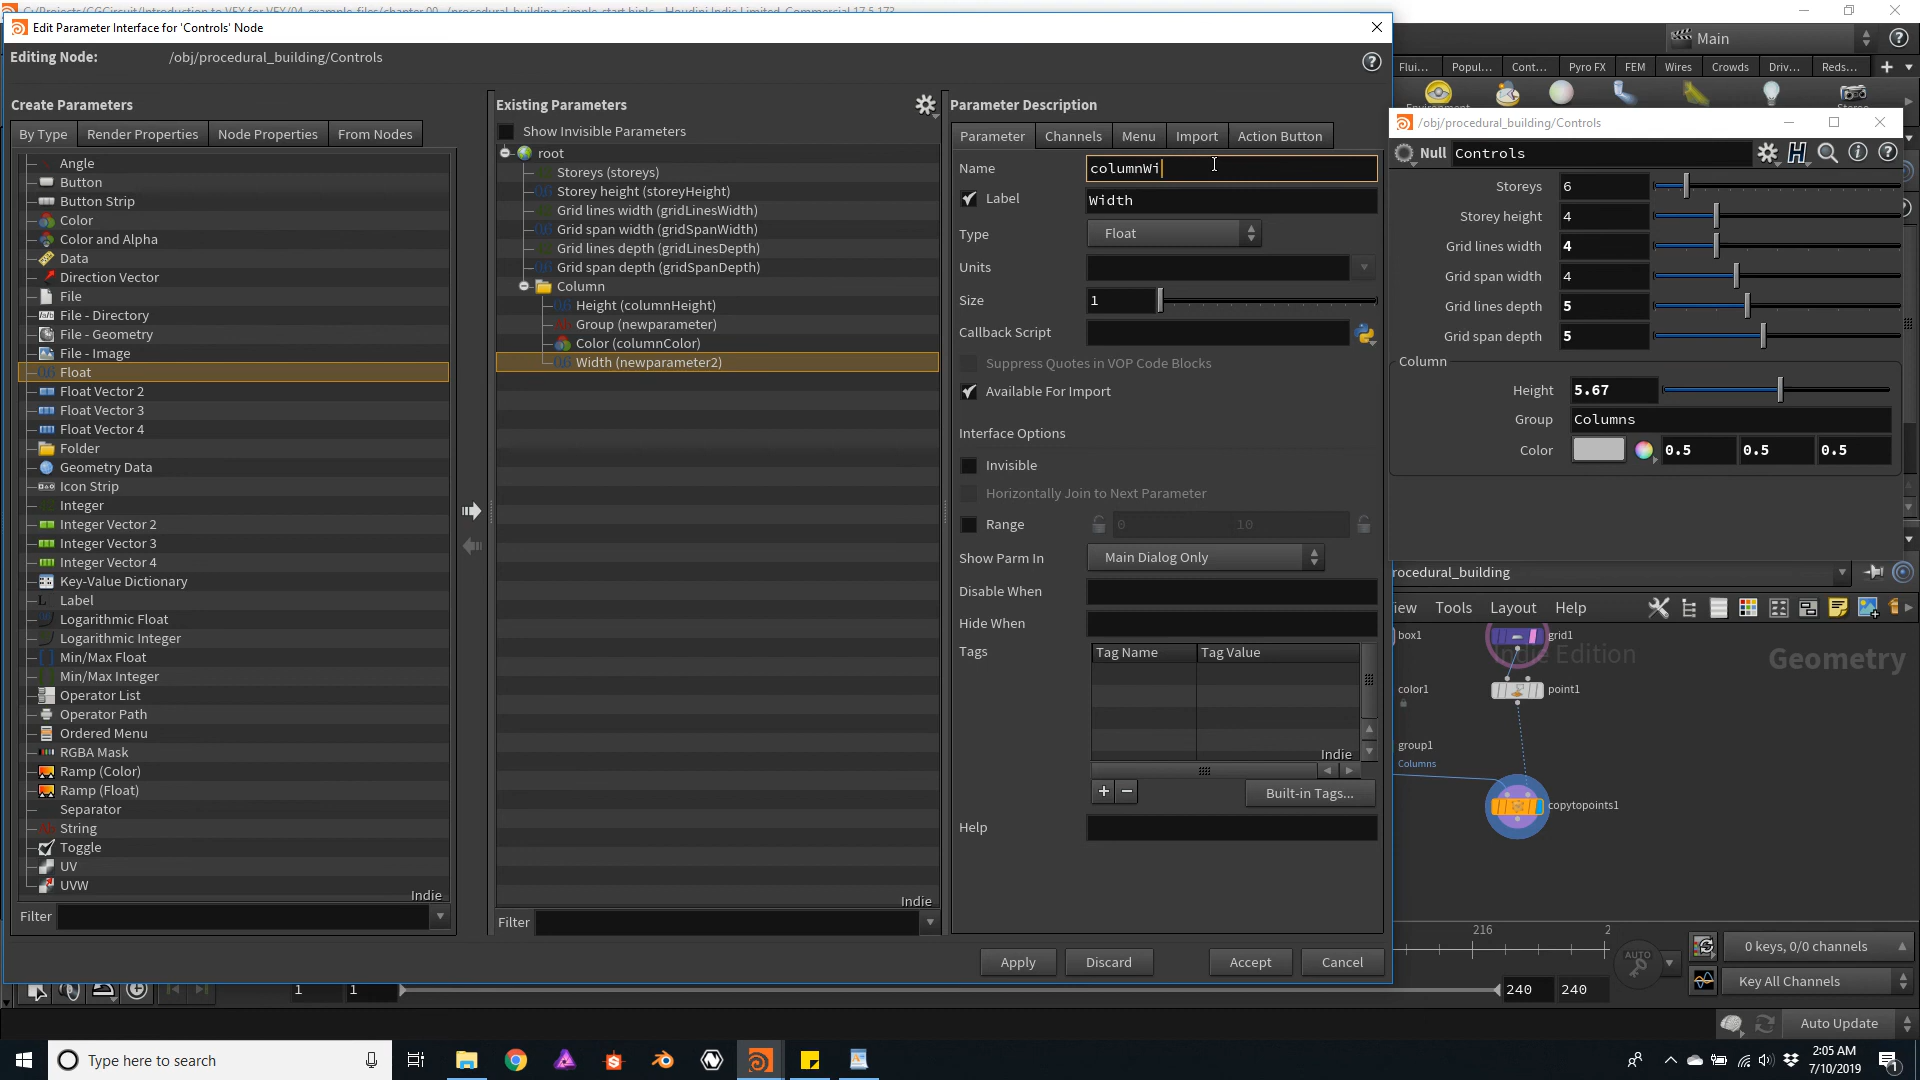 Edit Parameter Interface for 'Controls' Node
Editing Node: /obj/procedural_building/Controls
Create Parameters
By Type Render Properties Node Properties From Nodes
Angle
Button
Button Strip
Color
Color and Alpha
Data
Direction Vector
File
File - Directory
File - Geometry
File - Image
Float
Float Vector 2
Float Vector 3
Float Vector 4
Folder
Geometry Data
Icon Strip
Integer
Integer Vector 2
Integer Vector 3
Integer Vector 4
Key-Value Dictionary
Label
Logarithmic Float
Logarithmic Integer
Min/Max Float
Min/Max Integer
Operator List
Operator Path
Ordered Menu
RGBA Mask
Ramp (Color)
Ramp (Float)
Separator
String
Toggle
UV
UVW
Indie
Filter
Existing Parameters
Show Invisible Parameters
root
Storeys (storeys)
Storey height (storeyHeight)
Grid lines width (gridLinesWidth)
Grid span width (gridSpanWidth)
Grid lines depth (gridLinesDepth)
Grid span depth (gridSpanDepth)
Column
Height (columnHeight)
Group (newparameter)
Color (columnColor)
Width (newparameter2)
Indie
Filter
Parameter Description
Parameter Channels Menu Import Action Button
Name columnWi
Label Width
Type Float
Units
Size 1
Callback Script
Suppress Quotes in VOP Code Blocks
Available For Import
Interface Options
Invisible
Horizontally Join to Next Parameter
Range 0 10
Show Parm In Main Dialog Only
Disable When
Hide When
Tags Tag Name Tag Value
Indie
+ − Built-in Tags...
Help
Apply Discard Accept Cancel
Main
Flui... Popul... Cont... Pyro FX FEM Wires Crowds Driv... Reds...
/obj/procedural_building/Controls
Null Controls
Storeys 6
Storey height 4
Grid lines width 4
Grid span width 4
Grid lines depth 5
Grid span depth 5
Column
Height 5.67
Group Columns
Color 0.5 0.5 0.5
rocedural_building
iew Tools Layout Help
box1 grid1
Indie Edition
Geometry
color1 point1
group1
Columns
copytopoints1
216 2
AUTO
0 keys, 0/0 channels
1 1 240 240
Key All Channels
Auto Update
Type here to search
2:05 AM
7/10/2019
1